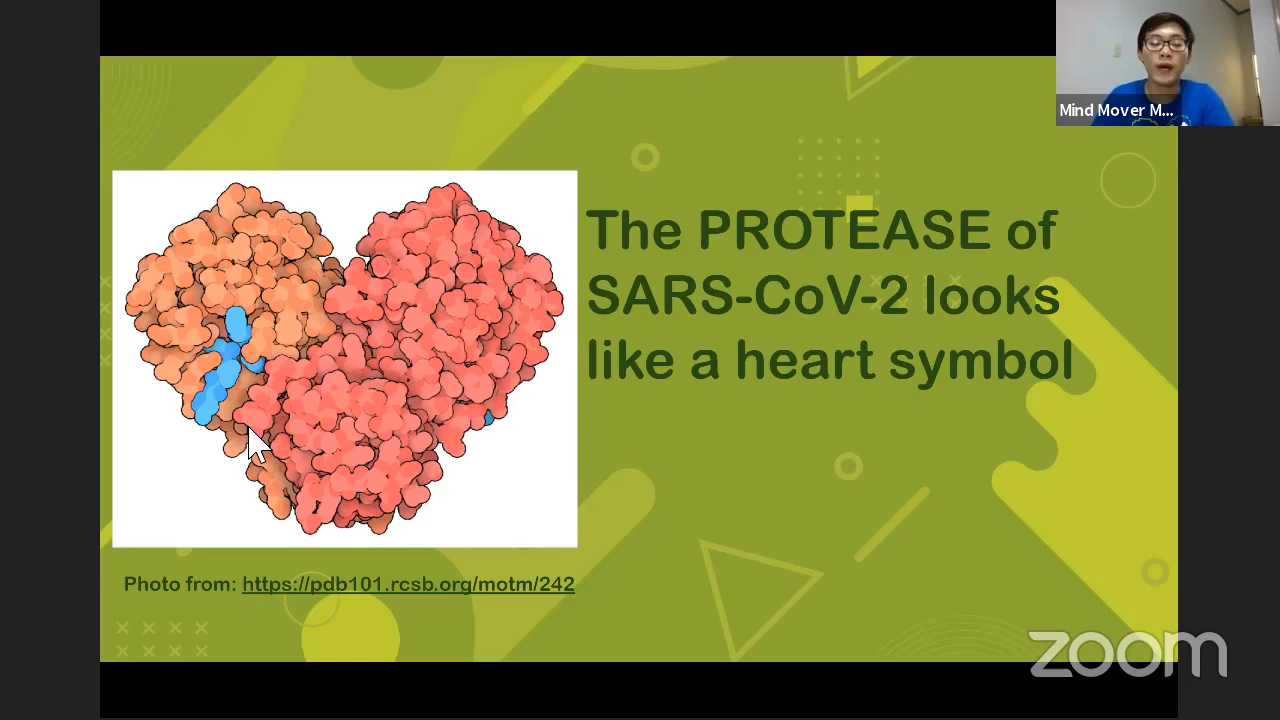 Mind Mover M...
The PROTEASE of
SARS-CoV-2 looks
like a heart symbol
Photo from: https://pdb101.rcsb.org/motm/242
zoom